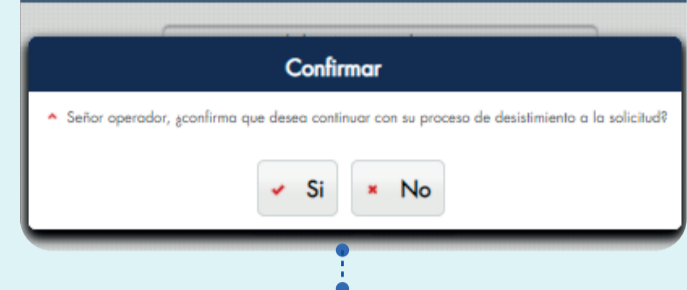 Confirmar
Señor operador, ¿confirma que desea continuar con su proceso de desistimiento a la solicitud?
Si
No